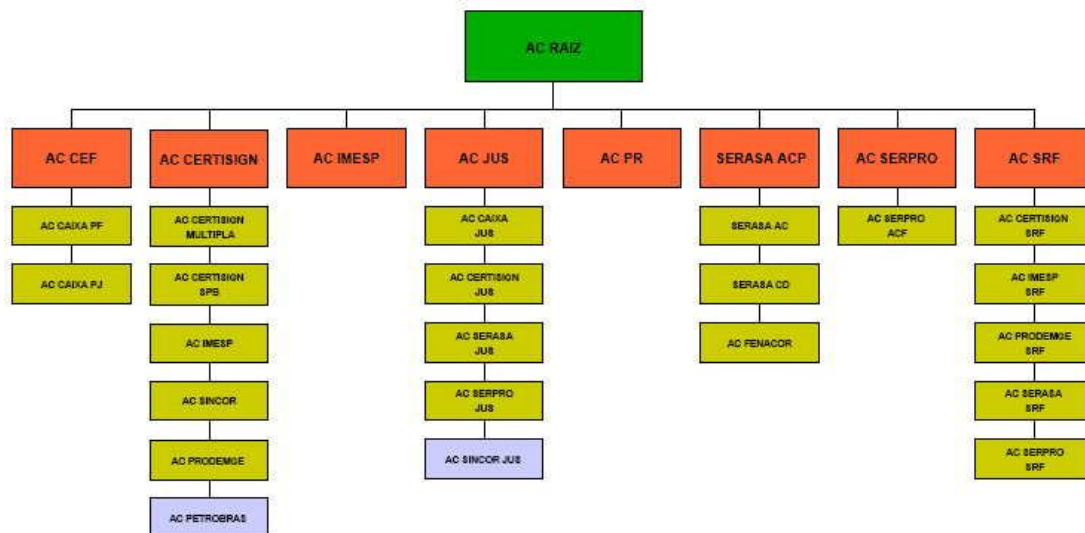 AC RAIZ
AC CEF
AC CERTISIGN
AC IMESP
AC JUS
AC PR
SERASA ACP
AC SERPRO
AC SRF
AC CAIXA PF
AC CAIXA PJ
AC CERTISIGN
MULTIPLA
AC CERTISIGN
SPB
AC IMESP
AC SINCOR
AC PRODEMGE
AC PETROBRAS
AC CAIXA
JUS
AC CERTISIGN
JUS
AC SERASA
JUS
AC SERPRO
JUS
AC SINCOR JUS
SERASA AC
SERASA CD
AC FENACOR
AC SERPRO
ACF
AC CERTISIGN
SRF
AC IMESP
SRF
AC PRODEMGE
SRF
AC SERASA
SRF
AC SERPRO
SRF